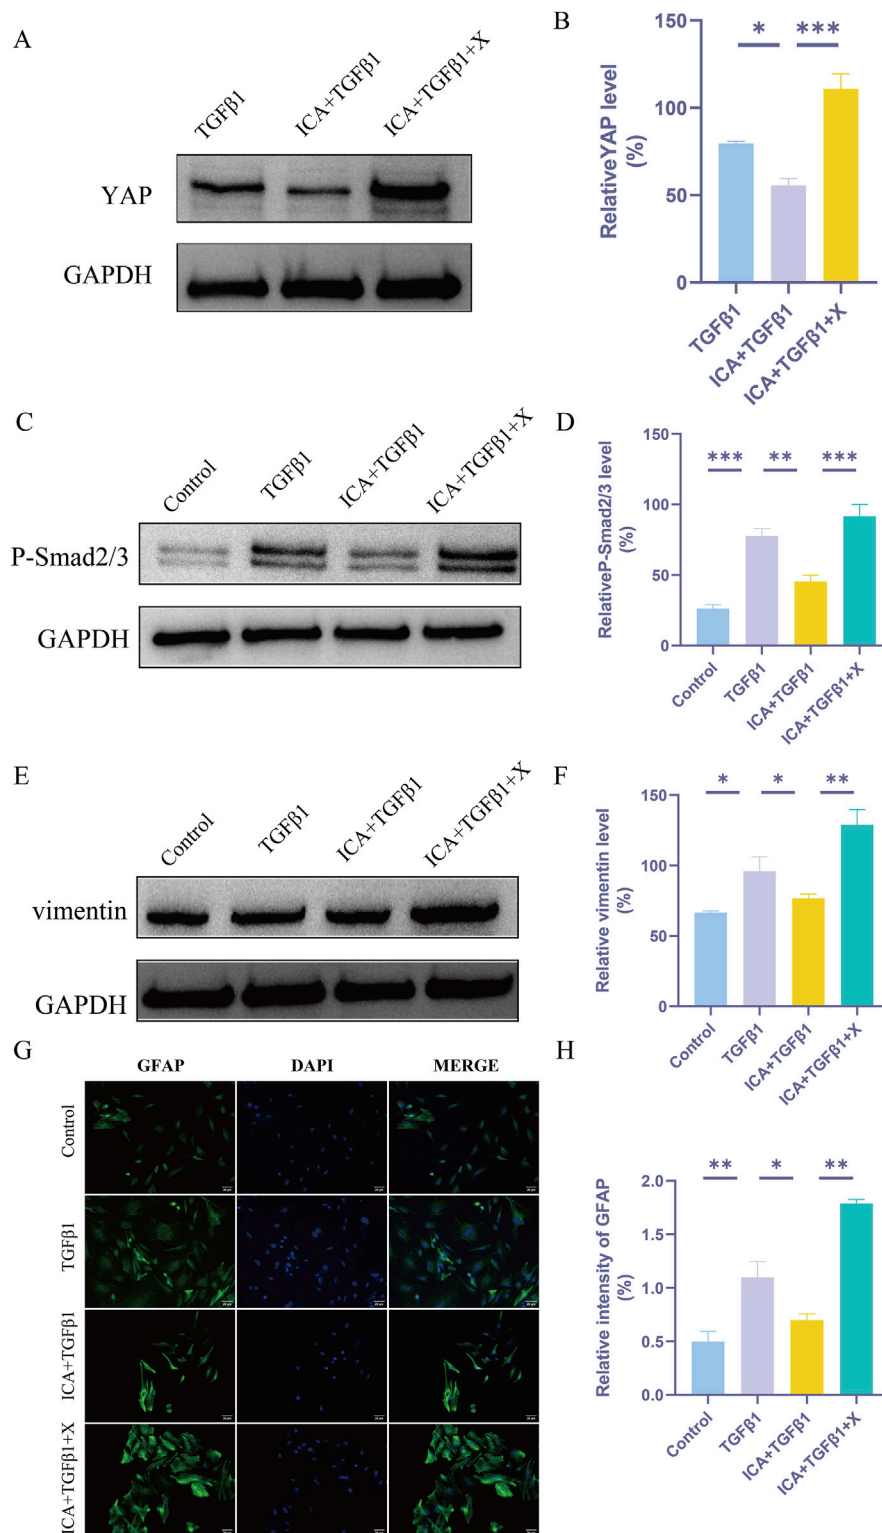 A
TGFβ1
ICA+TGFβ1
ICA+TGFβ1+X
YAP
GAPDH
B
RelativeYAP level
(%)
150
100
50
0
* ***
TGFβ1
ICA+TGFβ1
ICA+TGFβ1+X
C
Control
TGFβ1
ICA+TGFβ1
ICA+TGFβ1+X
P-Smad2/3
GAPDH
D
RelativeP-Smad2/3 level
(%)
150
100
50
0
*** ** ***
Control
TGFβ1
ICA+TGFβ1
ICA+TGFβ1+X
E
Control
TGFβ1
ICA+TGFβ1
ICA+TGFβ1+X
vimentin
GAPDH
F
Relative vimentin level
(%)
150
100
50
0
* * **
Control
TGFβ1
ICA+TGFβ1
ICA+TGFβ1+X
G
GFAP DAPI MERGE
Control
TGFβ1
ICA+TGFβ1
ICA+TGFβ1+X
H
Relative intensity of GFAP
(%)
2.0
1.5
1.0
0.5
0.0
** * **
Control
TGFβ1
ICA+TGFβ1
ICA+TGFβ1+X